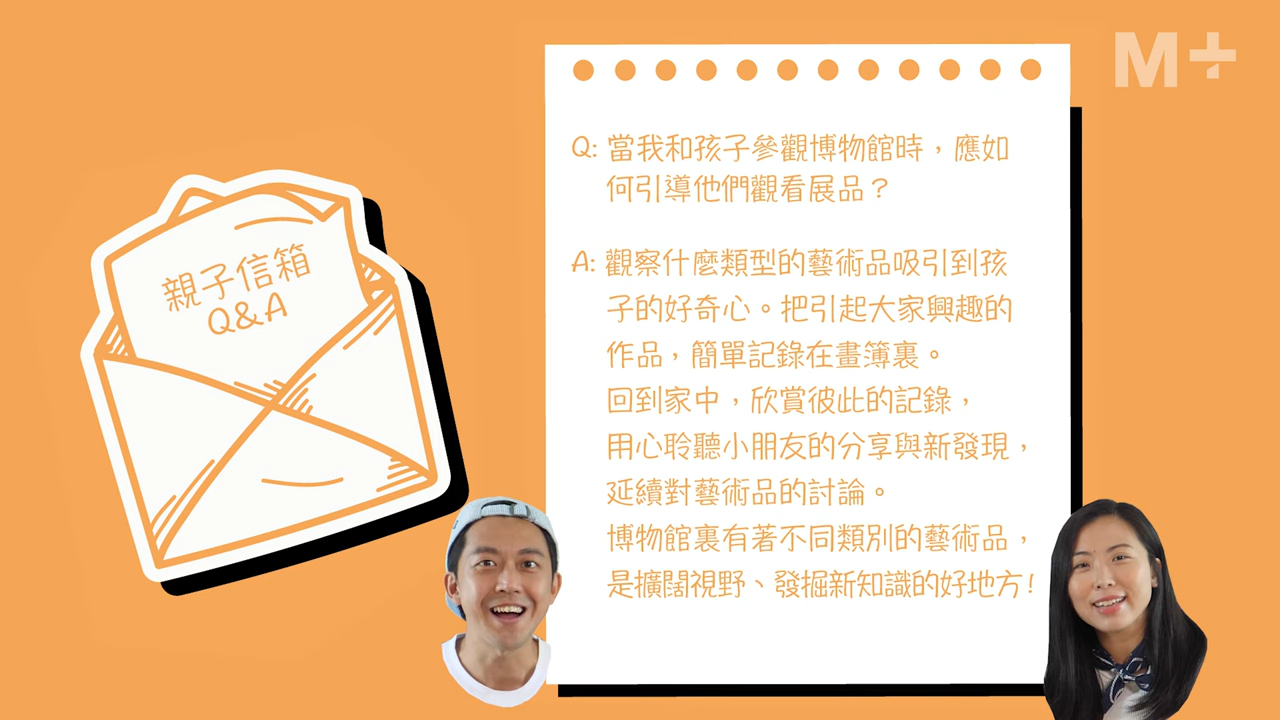 M+
親子信箱
Q&A
Q: 當我和孩子參觀博物館時，應如
何引導他們觀看展品？
A: 觀察什麼類型的藝術品吸引到孩
子的好奇心。把引起大家興趣的
作品，簡單記錄在畫簿裏。
回到家中，欣賞彼此的記錄，
用心聆聽小朋友的分享與新發現，
延續對藝術品的討論。
博物館裏有著不同類別的藝術品，
是擴闊視野、發掘新知識的好地方！